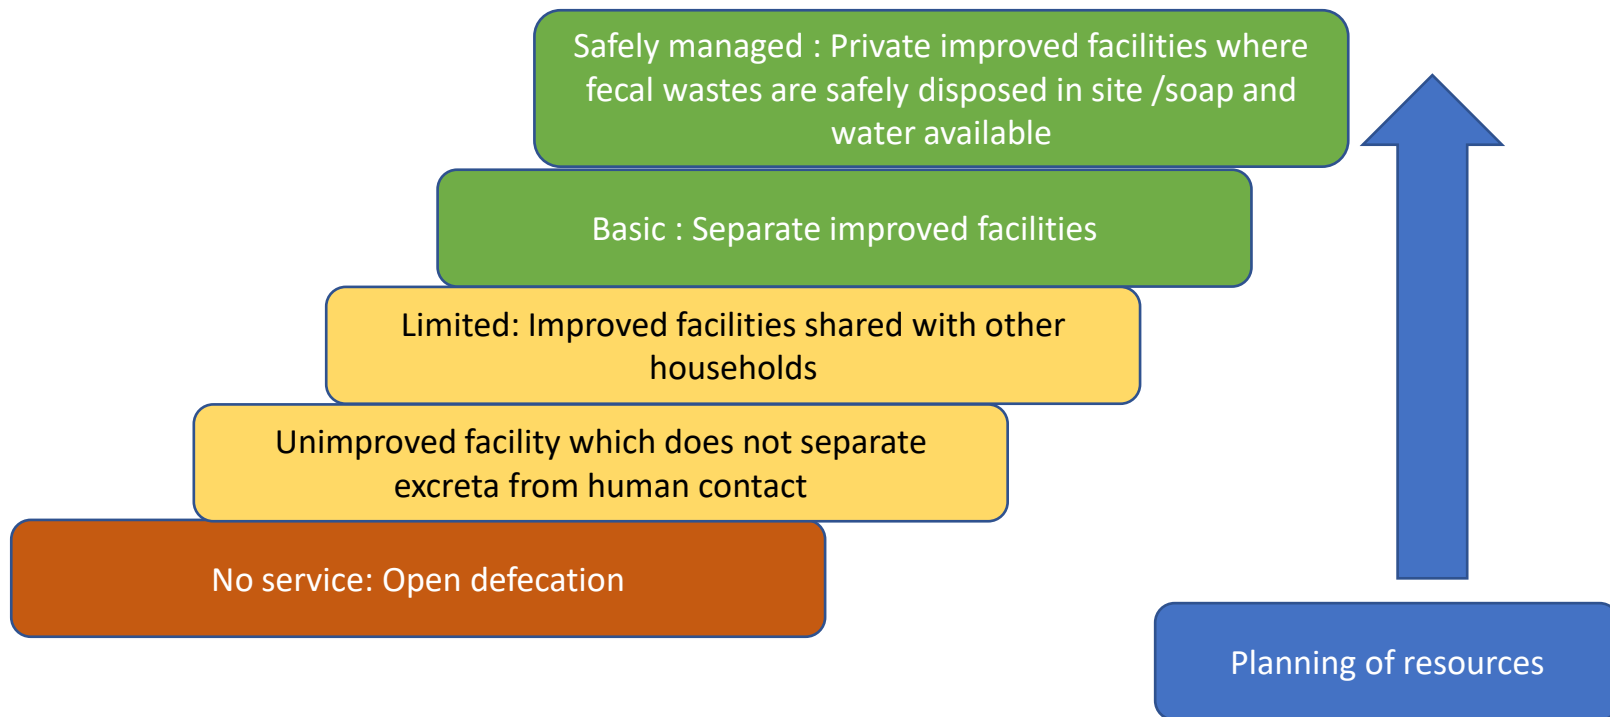 Safely managed : Private improved facilities where
fecal wastes are safely disposed in site /soap and
water available
Basic : Separate improved facilities
Limited: Improved facilities shared with other
households
Unimproved facility which does not separate
excreta from human contact
No service: Open defecation
Planning of resources